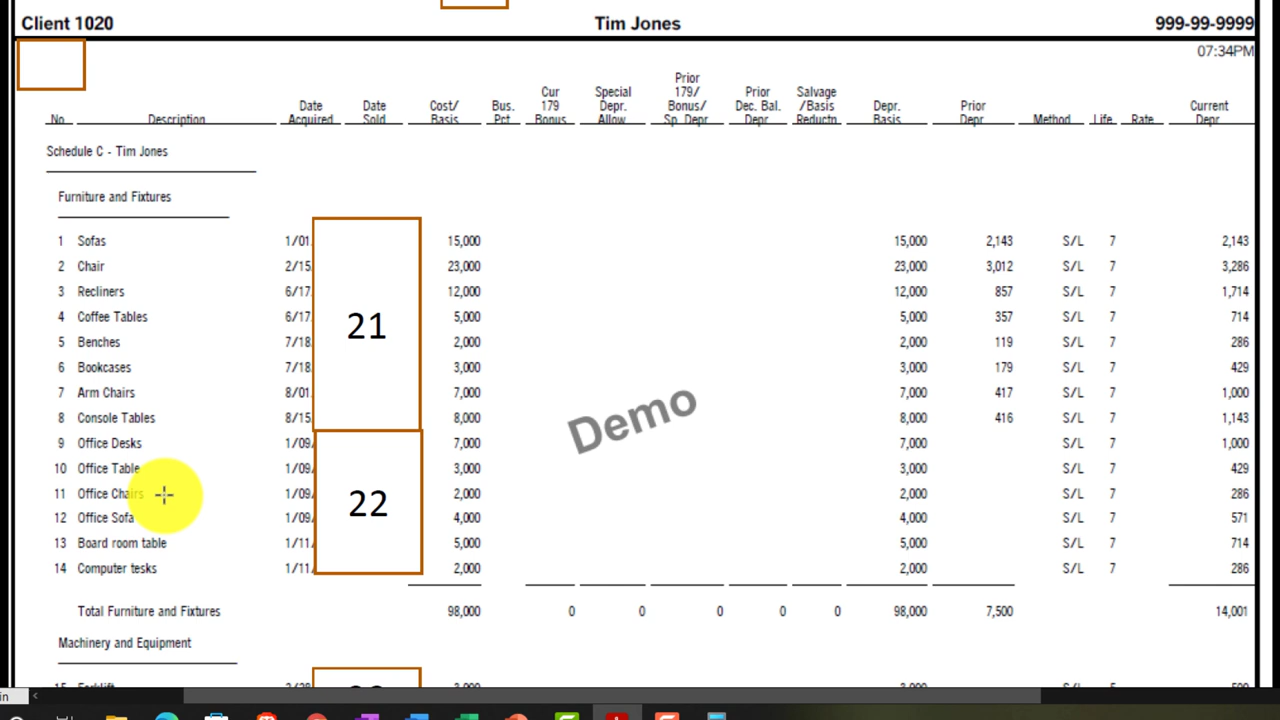 Client 1020 Tim Jones 999-99-9999
07:34PM
No. Description Date Acquired Date Sold Cost/ Basis Bus. Pct. Cur 179 Bonus Special Depr. Allow. Prior 179/ Bonus/ Sp. Depr. Prior Dec. Bal. Depr. Salvage /Basis Reductn Depr. Basis Prior Depr. Method Life Rate Current Depr.
Schedule C - Tim Jones
Furniture and Fixtures
1 Sofas 1/01 15,000 15,000 2,143 S/L 7 2,143
2 Chair 2/15 23,000 23,000 3,012 S/L 7 3,286
3 Recliners 6/17 12,000 12,000 857 S/L 7 1,714
4 Coffee Tables 6/17 21 5,000 5,000 357 S/L 7 714
5 Benches 7/18 2,000 2,000 119 S/L 7 286
6 Bookcases 7/18 3,000 3,000 179 S/L 7 429
7 Arm Chairs 8/01 7,000 7,000 417 S/L 7 1,000
8 Console Tables 8/15 8,000 8,000 416 S/L 7 1,143
Demo
9 Office Desks 1/09/ 7,000 7,000 S/L 7 1,000
10 Office Table 1/09/ 3,000 3,000 S/L 7 429
11 Office Chairs 1/09/ 22 2,000 2,000 S/L 7 286
12 Office Sofa 1/09/ 4,000 4,000 S/L 7 571
13 Board room table 1/11/ 5,000 5,000 S/L 7 714
14 Computer tesks 1/11/ 2,000 2,000 S/L 7 286
Total Furniture and Fixtures 98,000 0 0 0 0 0 98,000 7,500 14,001
Machinery and Equipment